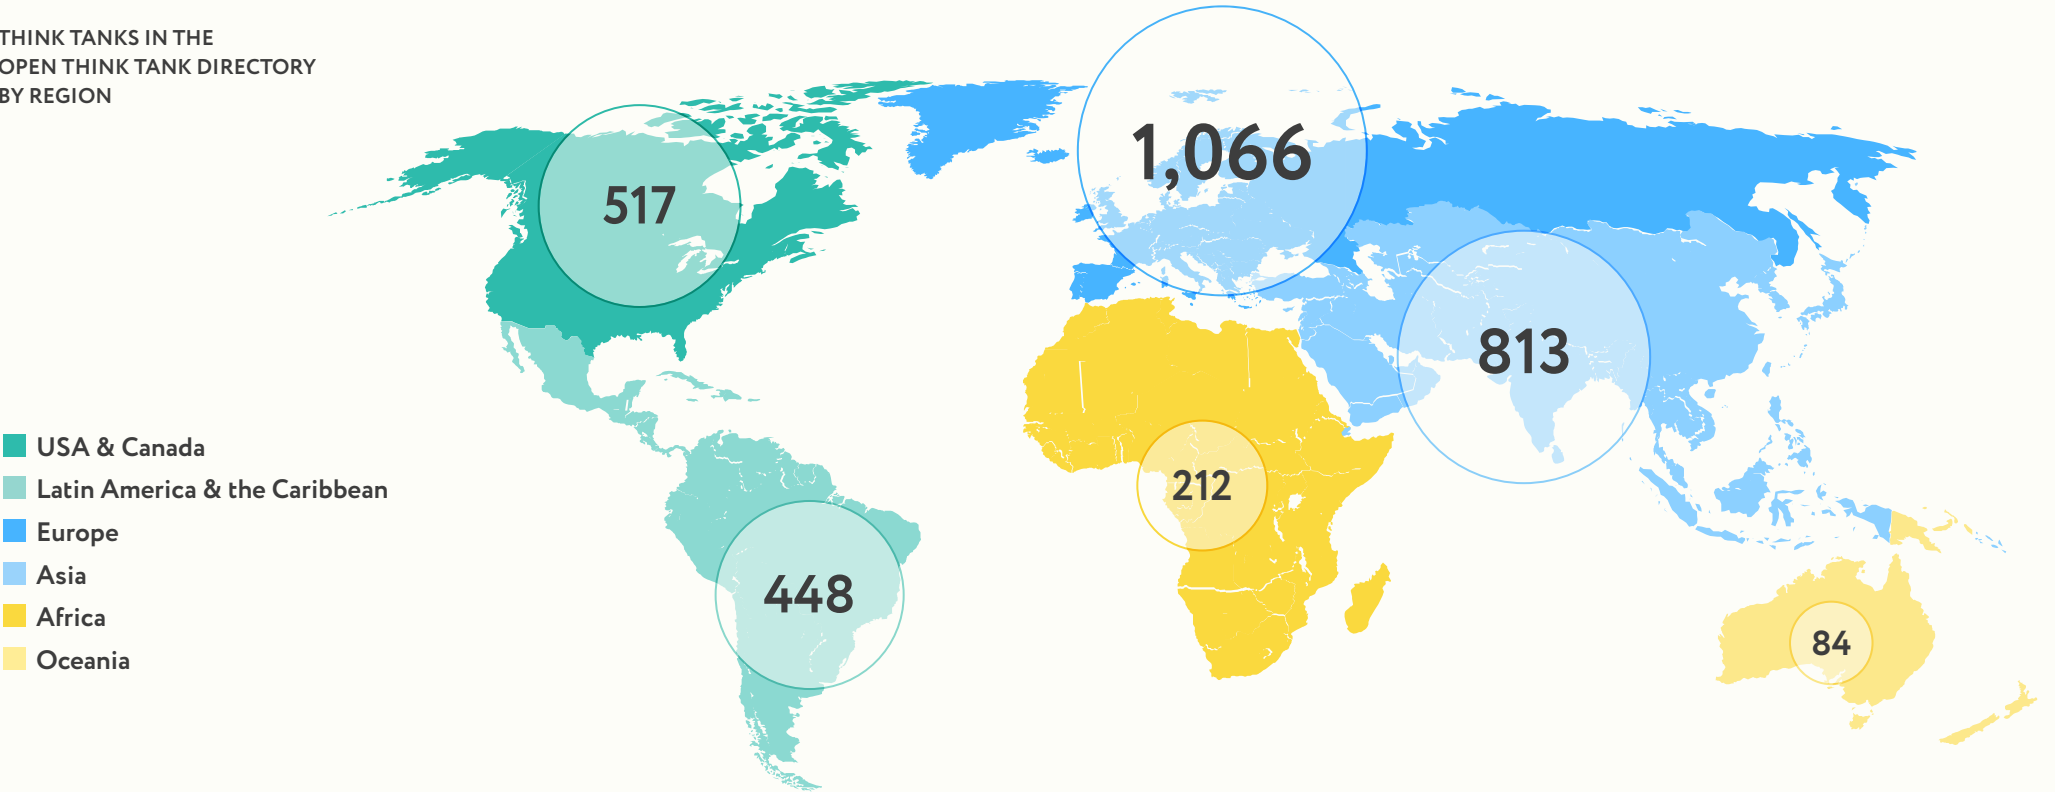 THINK TANKS IN THE
OPEN THINK TANK DIRECTORY
BY REGION
1,066
517
813
212
448
84
USA & Canada
Latin America & the Caribbean
Europe
Asia
Africa
Oceania